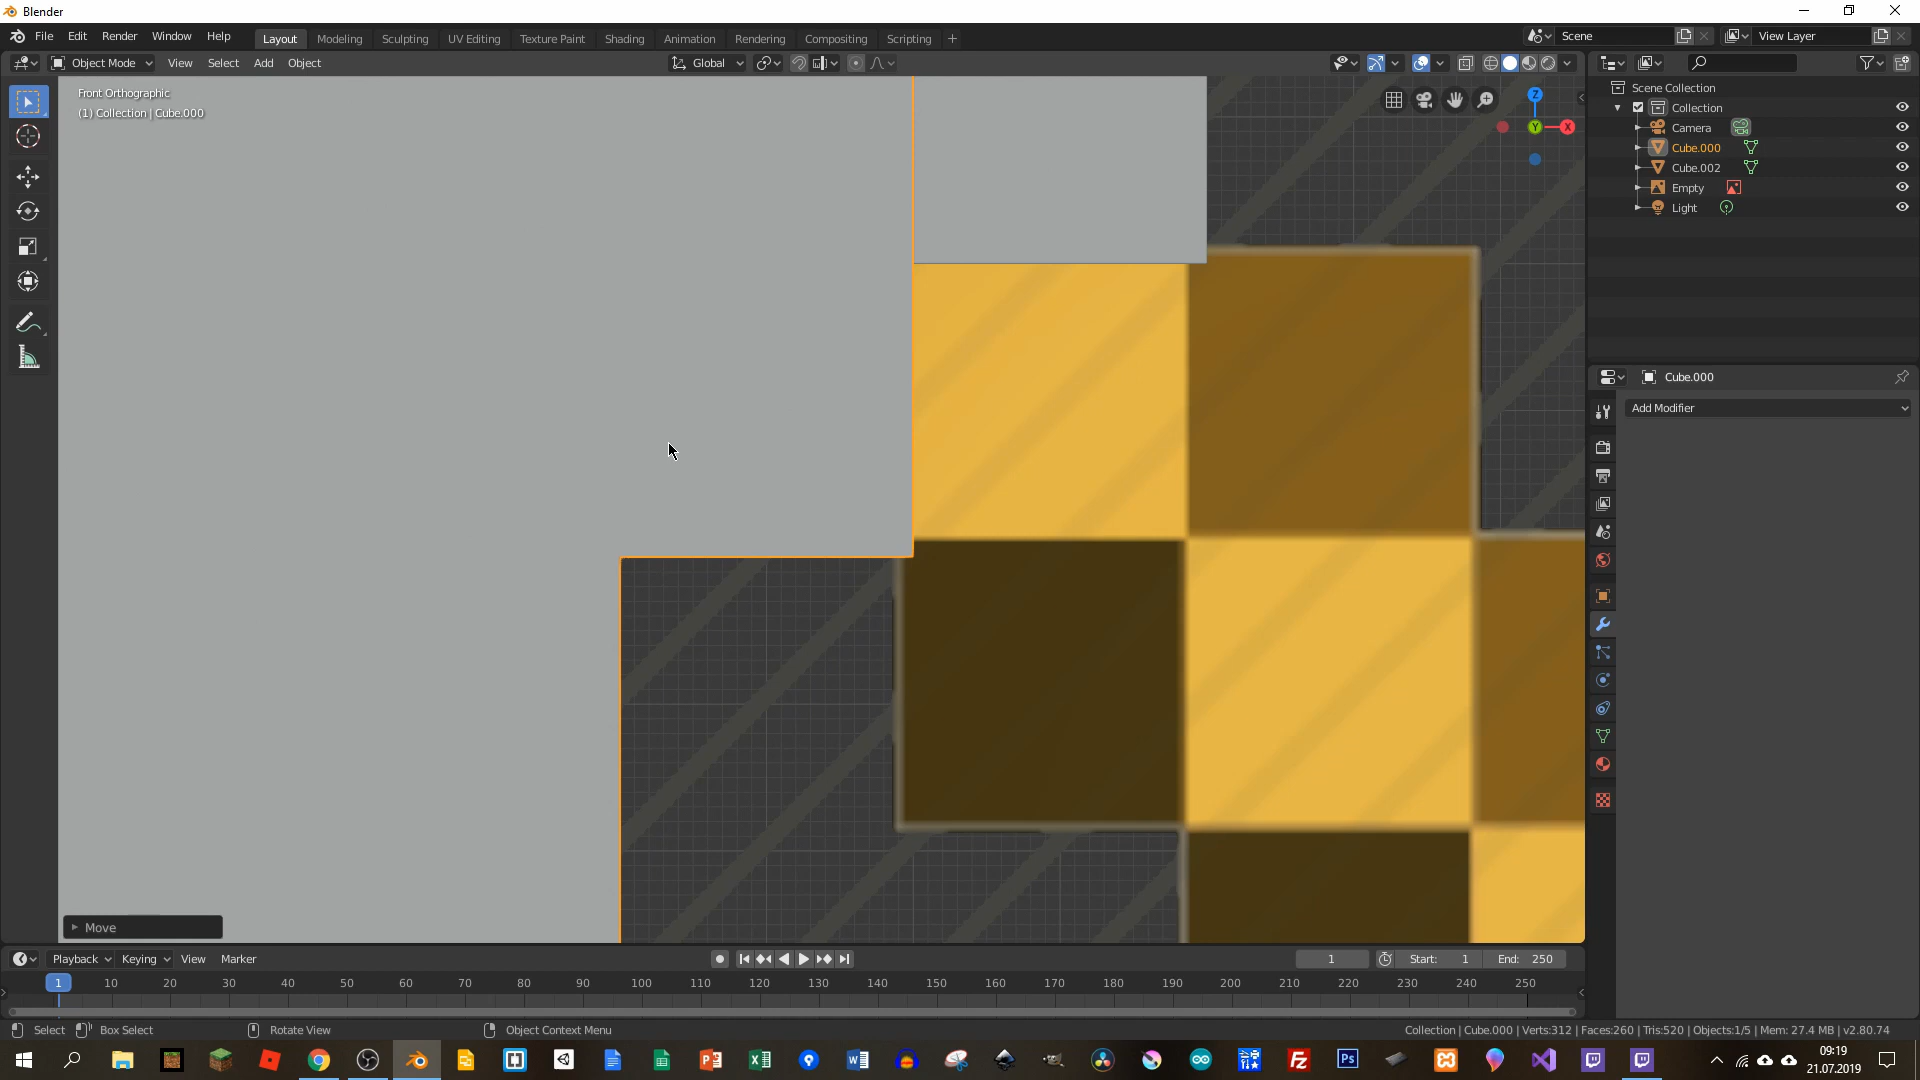 Blender
File Edit Render Window Help Layout Modeling Sculpting UV Editing Texture Paint Shading Animation Rendering Compositing Scripting + Scene View Layer
Object Mode View Select Add Object Global
Front Orthographic
(1) Collection | Cube.000
Z
Y X
Scene Collection
Collection
Camera
Cube.000
Cube.002
Empty
Light
Cube.000
Add Modifier
Move
Playback Keying View Marker 1 Start: 1 End: 250
1 10 20 30 40 50 60 70 80 90 100 110 120 130 140 150 160 170 180 190 200 210 220 230 240 250
Select Box Select Rotate View Object Context Menu Collection | Cube.000 | Verts:312 | Faces:260 | Tris:520 | Objects:1/5 | Mem: 27.4 MB | v2.80.74
09:19
21.07.2019